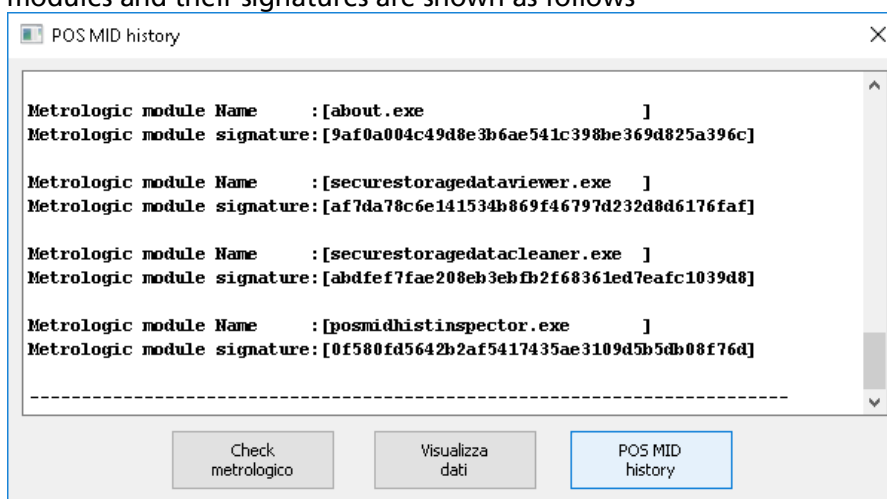 modules and their signatures are shown as follows
POS MID history
Metrologic module Name     :[about.exe                     ]
Metrologic module signature:[9af0a004c49d8e3b6ae541c398be369d825a396c]
Metrologic module Name     :[securestoragedataviewer.exe   ]
Metrologic module signature:[af7da78c6e141534b869f46797d232d8d6176faf]
Metrologic module Name     :[securestoragedatacleaner.exe  ]
Metrologic module signature:[abdfef7fae208eb3ebfb2f68361ed7eafc1039d8]
Metrologic module Name     :[posmidhistinspector.exe       ]
Metrologic module signature:[0f580fd5642b2af5417435ae3109d5b5db08f76d]
-------------------------------------------------------------------
Check
metrologico
Visualizza
dati
POS MID
history